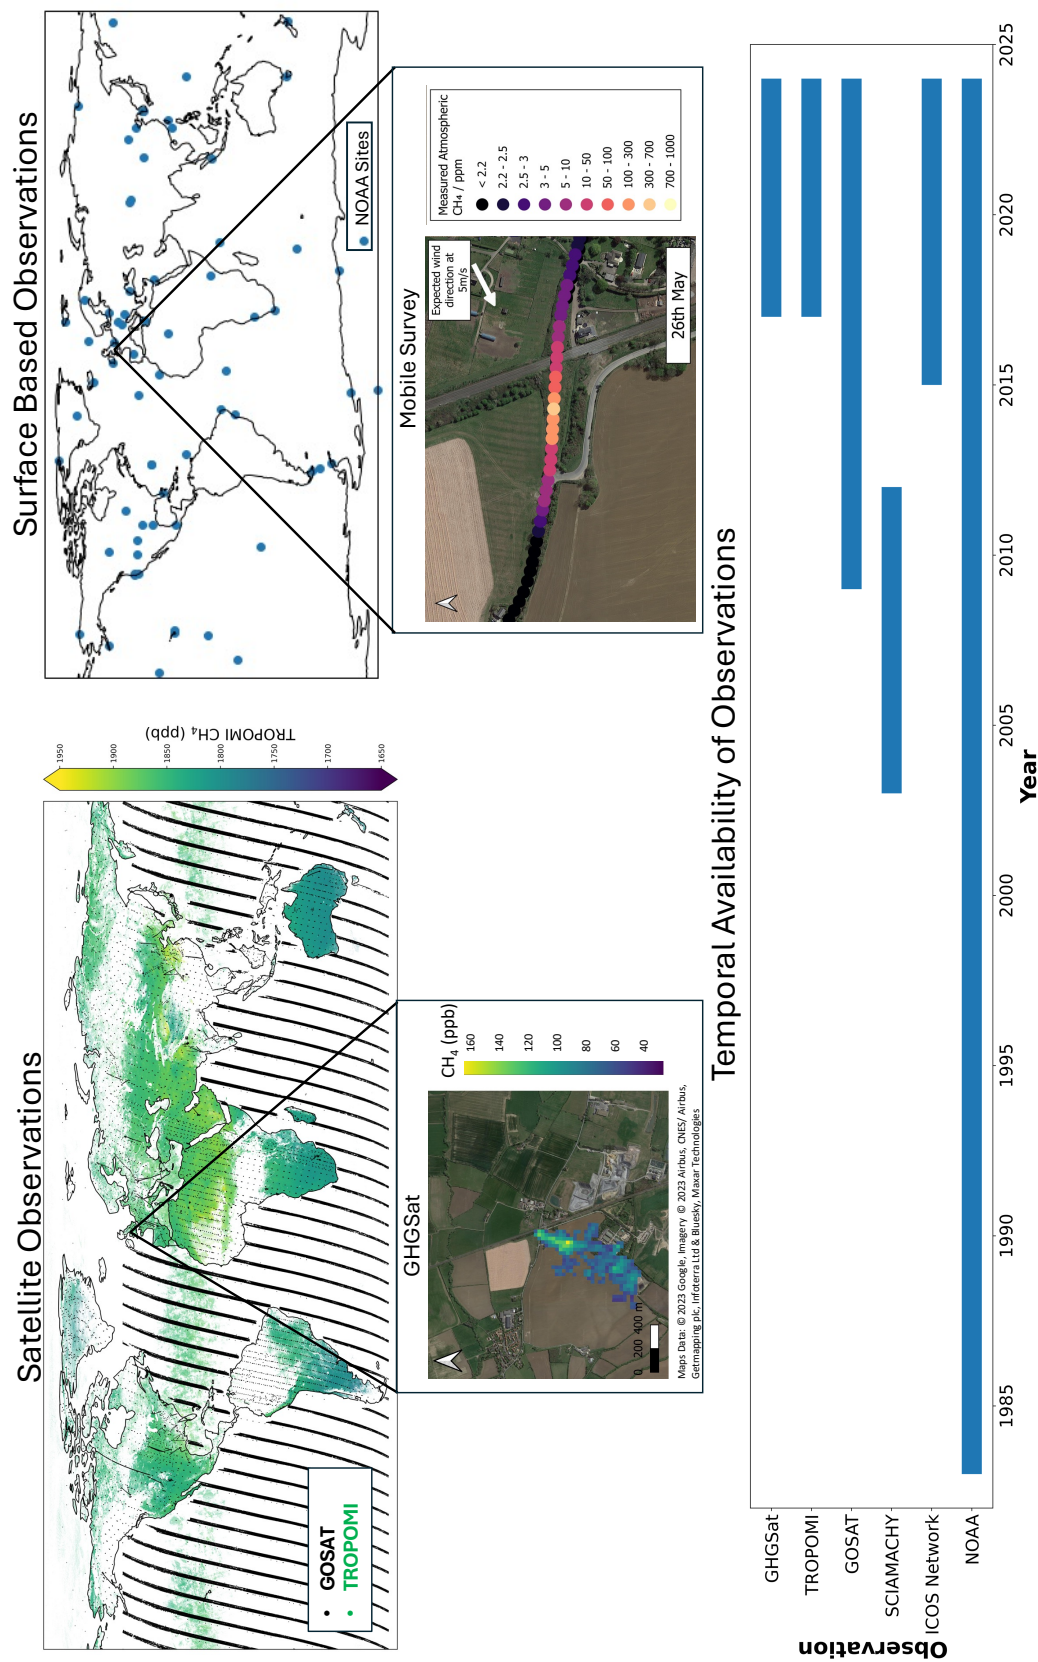 Satellite Observations
GOSAT
TROPOMI
1950
1900
1850
1800
1750
1700
1650
TROPOMI CH₄ (ppb)
GHGSat
0 200 400 m
CH₄ (ppb)
160
140
120
100
80
60
40
Maps Data: © 2023 Google, Imagery © 2023 Airbus, CNES/ Airbus,
Getmapping plc, Infoterra Ltd & Bluesky, Maxar Technologies
Surface Based Observations
NOAA Sites
Mobile Survey
Expected wind
direction at
5m/s
26th May
Measured Atmospheric
CH₄ / ppm
< 2.2
2.2 - 2.5
2.5 - 3
3 - 5
5 - 10
10 - 50
50 - 100
100 - 300
300 - 700
700 - 1000
Temporal Availability of Observations
Observation
GHGSat
TROPOMI
GOSAT
SCIAMACHY
ICOS Network
NOAA
1985
1990
1995
2000
2005
2010
2015
2020
2025
Year